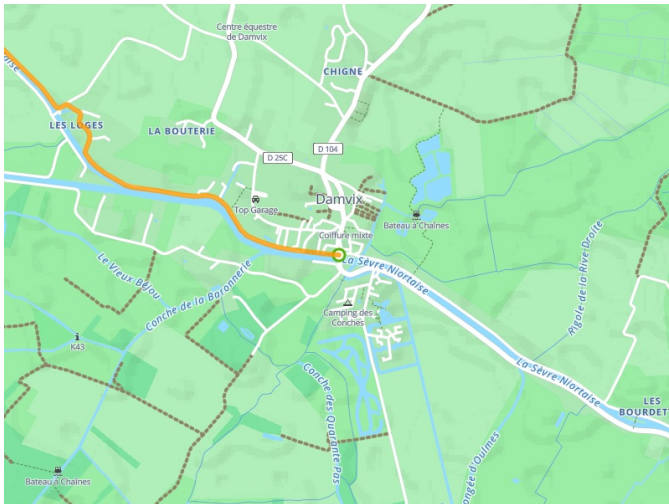 Centre équestre
de Damvix
CHIGNE
LES LOGES
LA BOUTERIE
D 25C
D 104
Top Garage
Damvix
Bateau à Chaînes
Coiffure mixte
La Sèvre Niortaise
Le Vieux Béjou
Conche de la Baronnerie
Camping des
Conches
Rigole de la Rive Droite
K43
Conche des Quarante Pas
La Sèvre Niortaise
LES
BOURDET
Bateau à Chaînes
ongée d'Oulmes